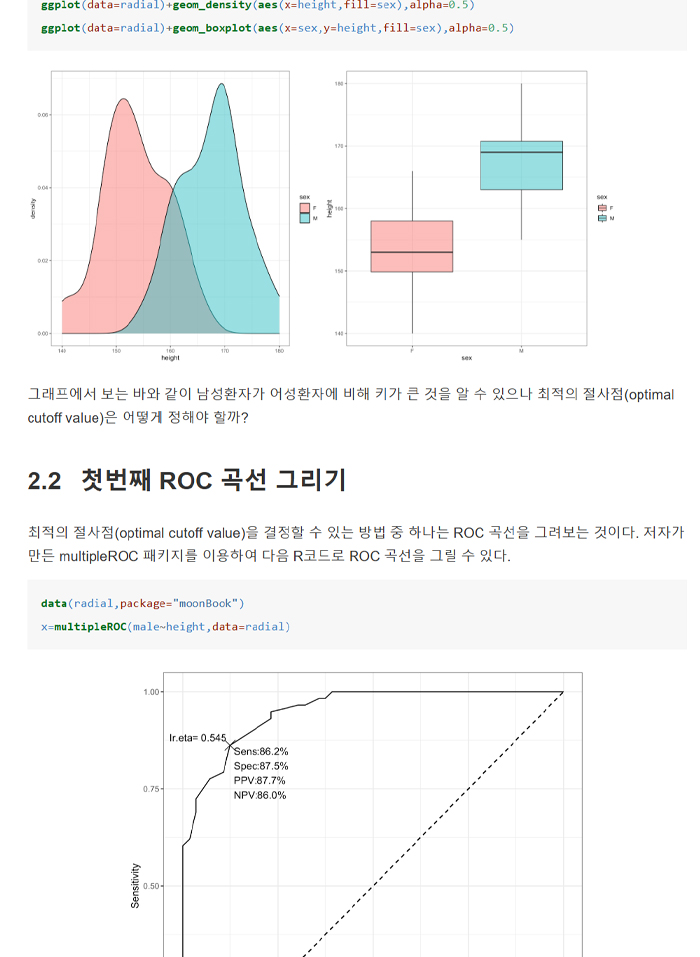 ggplot(data=radial)+geom_density(aes(x=height,fill=sex),alpha=0.5)
ggplot(data=radial)+geom_boxplot(aes(x=sex,y=height,fill=sex),alpha=0.5)
0.06
0.04
0.02
0.00
density
140 150 160 170 180
height
sex
F
M
180
170
160
150
140
height
F M
sex
sex
F
M
그래프에서 보는 바와 같이 남성환자가 어성환자에 비해 키가 큰 것을 알 수 있으나 최적의 절사점(optimal
cutoff value)은 어떻게 정해야 할까?
2.2 첫번째 ROC 곡선 그리기
최적의 절사점(optimal cutoff value)을 결정할 수 있는 방법 중 하나는 ROC 곡선을 그려보는 것이다. 저자가
만든 multipleROC 패키지를 이용하여 다음 R코드로 ROC 곡선을 그릴 수 있다.
data(radial,package="moonBook")
x=multipleROC(male~height,data=radial)
1.00
lr.eta= 0.545
Sens:86.2%
Spec:87.5%
PPV:87.7%
NPV:86.0%
0.75
Sensitivity
0.50